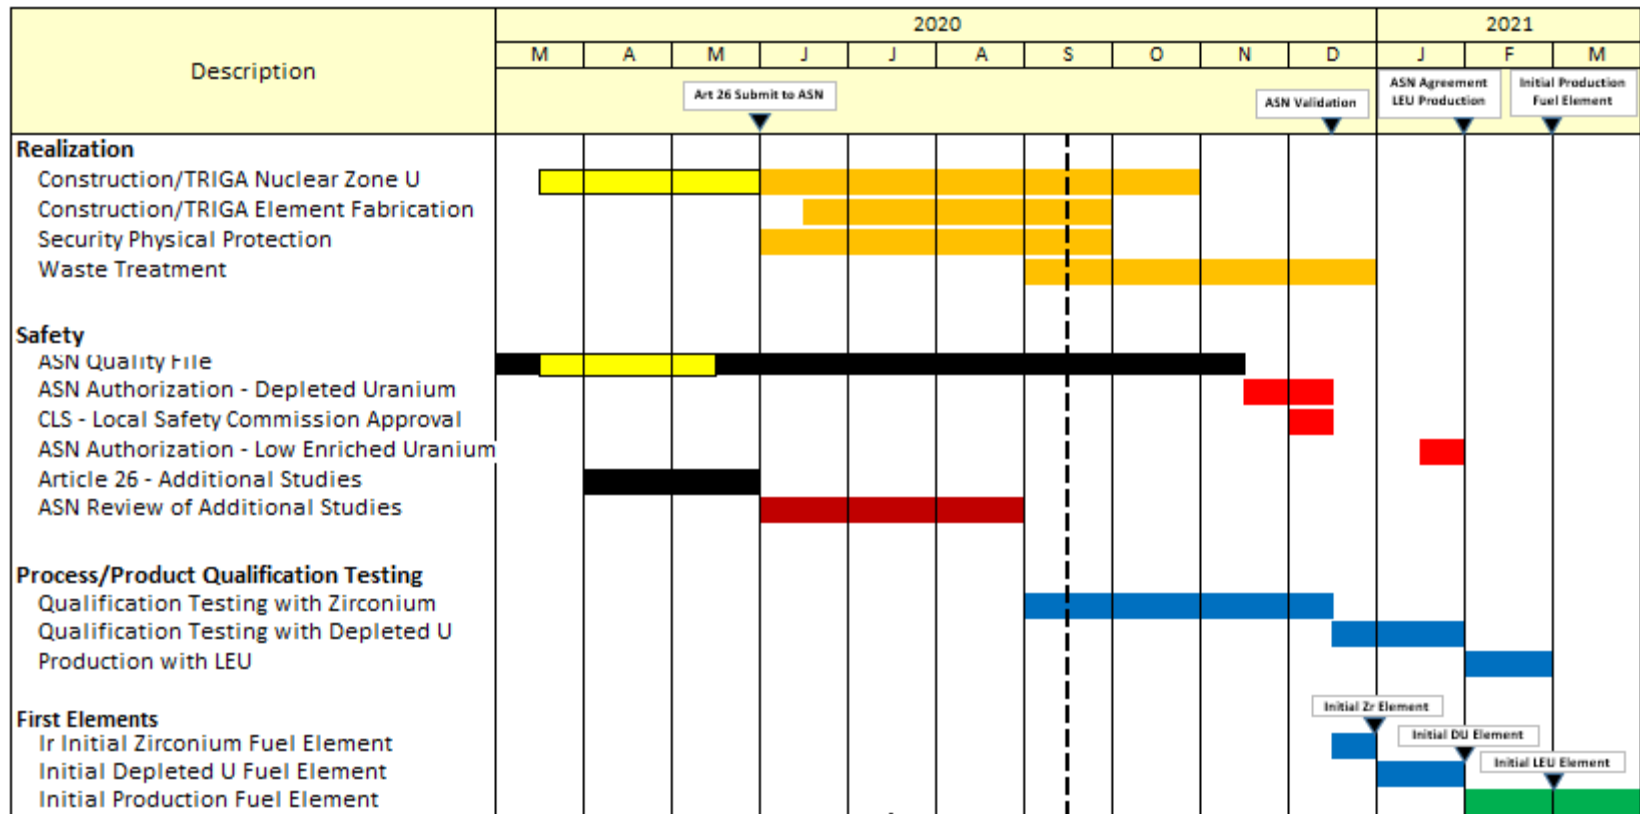 Description
2020
2021
M A M J J A S O N D J F M
Art 26 Submit to ASN
ASN Validation
ASN Agreement
LEU Production
Initial Production
Fuel Element
Realization
Construction/TRIGA Nuclear Zone U
Construction/TRIGA Element Fabrication
Security Physical Protection
Waste Treatment
Safety
ASN Quality File
ASN Authorization - Depleted Uranium
CLS - Local Safety Commission Approval
ASN Authorization - Low Enriched Uranium
Article 26 - Additional Studies
ASN Review of Additional Studies
Process/Product Qualification Testing
Qualification Testing with Zirconium
Qualification Testing with Depleted U
Production with LEU
First Elements
Initial Zr Element
Ir Initial Zirconium Fuel Element
Initial DU Element
Initial Depleted U Fuel Element
Initial LEU Element
Initial Production Fuel Element